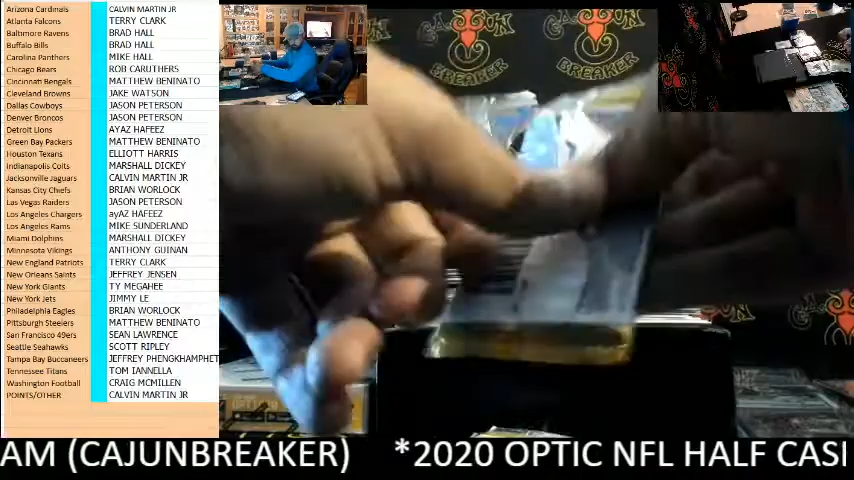 Arizona Cardinals CALVIN MARTIN JR
Atlanta Falcons TERRY CLARK
Baltimore Ravens BRAD HALL
Buffalo Bills BRAD HALL
Carolina Panthers MIKE HALL
Chicago Bears ROB CARUTHERS
Cincinnati Bengals MATTHEW BENINATO
Cleveland Browns JAKE WATSON
Dallas Cowboys JASON PETERSON
Denver Broncos JASON PETERSON
Detroit Lions AYAZ HAFEEZ
Green Bay Packers MATTHEW BENINATO
Houston Texans ELLIOTT HARRIS
Indianapolis Colts MARSHALL DICKEY
Jacksonville Jaguars CALVIN MARTIN JR
Kansas City Chiefs BRIAN WORLOCK
Las Vegas Raiders JASON PETERSON
Los Angeles Chargers ayAZ HAFEEZ
Los Angeles Rams MIKE SUNDERLAND
Miami Dolphins MARSHALL DICKEY
Minnesota Vikings ANTHONY GUINAN
New England Patriots TERRY CLARK
New Orleans Saints JEFFREY JENSEN
New York Giants TY MEGAHEE
New York Jets JIMMY LE
Philadelphia Eagles BRIAN WORLOCK
Pittsburgh Steelers MATTHEW BENINATO
San Francisco 49ers SEAN LAWRENCE
Seattle Seahawks SCOTT RIPLEY
Tampa Bay Buccaneers JEFFREY PHENGKHAMPHET
Tennessee Titans TOM IANNELLA
Washington Football CRAIG MCMILLEN
POINTS/OTHER CALVIN MARTIN JR
BREAKER
BREAKER
AM (CAJUNBREAKER) *2020 OPTIC NFL HALF CASI